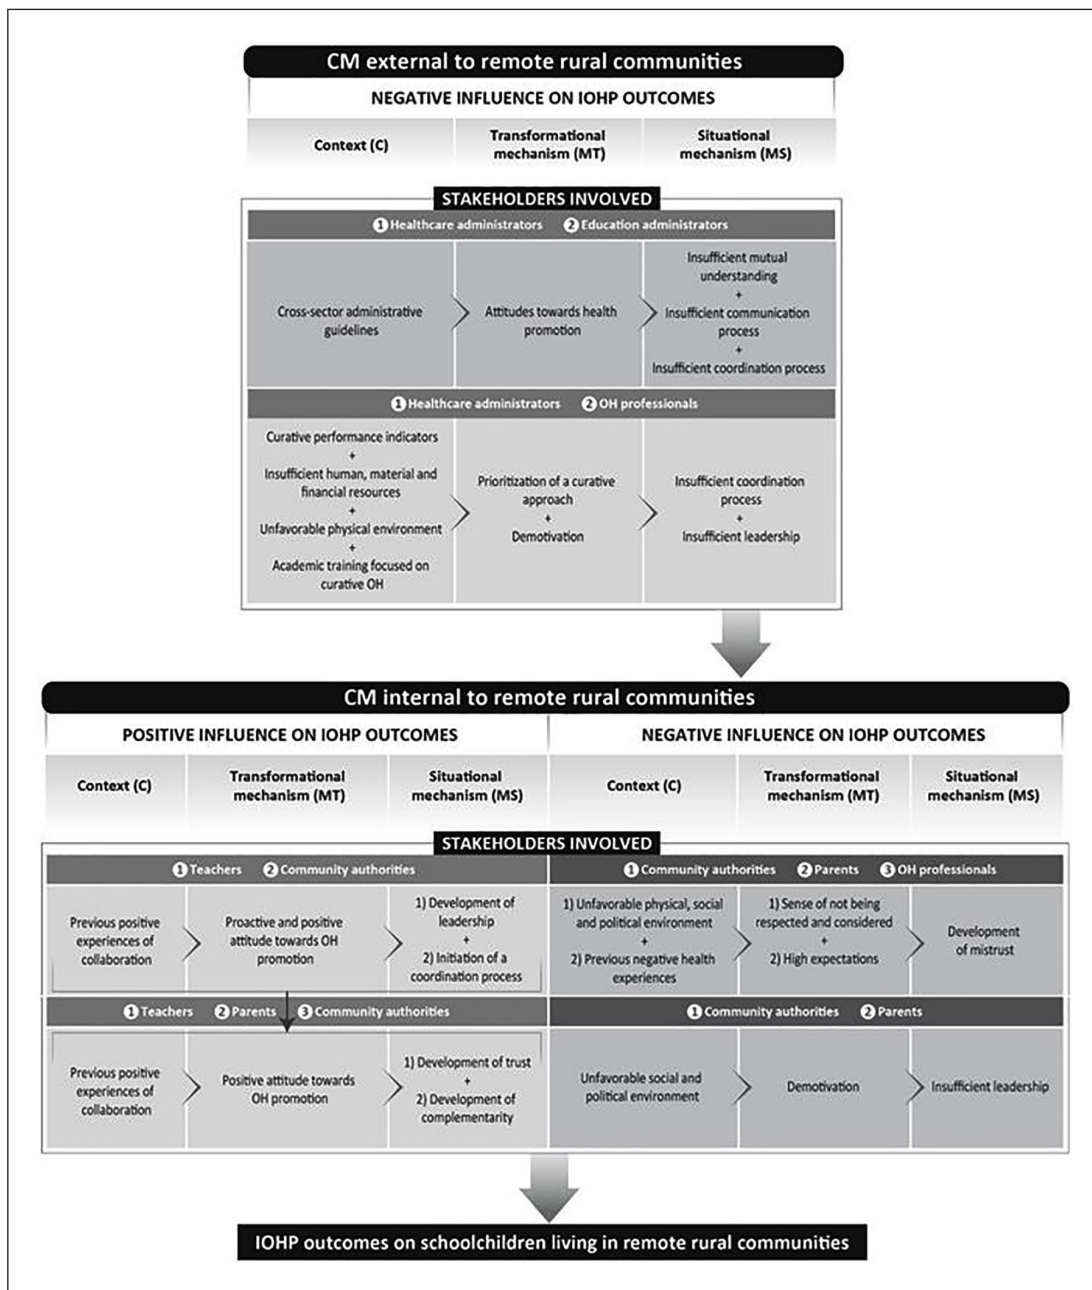 CM external to remote rural communities
NEGATIVE INFLUENCE ON IOHP OUTCOMES
Context (C)
Transformational
mechanism (MT)
Situational
mechanism (MS)
STAKEHOLDERS INVOLVED
1 Healthcare administrators 2 Education administrators
Cross-sector administrative
guidelines
Attitudes towards health
promotion
Insufficient mutual
understanding
+
Insufficient communication
process
+
Insufficient coordination process
1 Healthcare administrators 2 OH professionals
Curative performance indicators
+
Insufficient human, material and
financial resources
+
Unfavorable physical environment
+
Academic training focused on
curative OH
Prioritization of a curative
approach
+
Demotivation
Insufficient coordination
process
+
Insufficient leadership
CM internal to remote rural communities
POSITIVE INFLUENCE ON IOHP OUTCOMES
NEGATIVE INFLUENCE ON IOHP OUTCOMES
Context (C)
Transformational
mechanism (MT)
Situational
mechanism (MS)
Context (C)
Transformational
mechanism (MT)
Situational
mechanism (MS)
STAKEHOLDERS INVOLVED
1 Teachers 2 Community authorities
1 Community authorities 2 Parents 3 OH professionals
Previous positive
experiences of
collaboration
Proactive and positive
attitude towards OH
promotion
1) Development of
leadership
+
2) Initiation of a
coordination process
1) Unfavorable physical, social
and political environment
+
2) Previous negative health
experiences
1) Sense of not being
respected and considered
+
2) High expectations
Development
of mistrust
1 Teachers 2 Parents 3 Community authorities
1 Community authorities 2 Parents
Previous positive
experiences of
collaboration
Positive attitude towards
OH promotion
1) Development of trust
+
2) Development of
complementarity
Unfavorable social and
political environment
Demotivation
Insufficient leadership
IOHP outcomes on schoolchildren living in remote rural communities